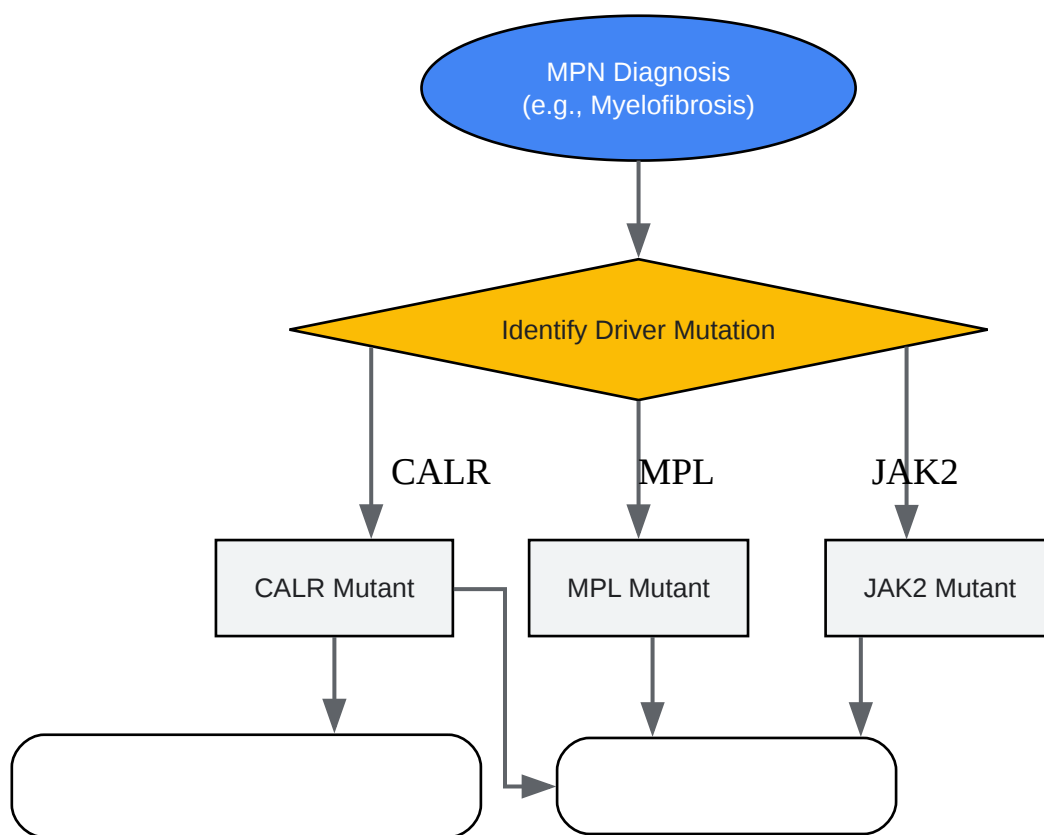 MPN Diagnosis
(e.g., Myelofibrosis)
Identify Driver Mutation
CALR
MPL
JAK2
CALR Mutant
MPL Mutant
JAK2 Mutant